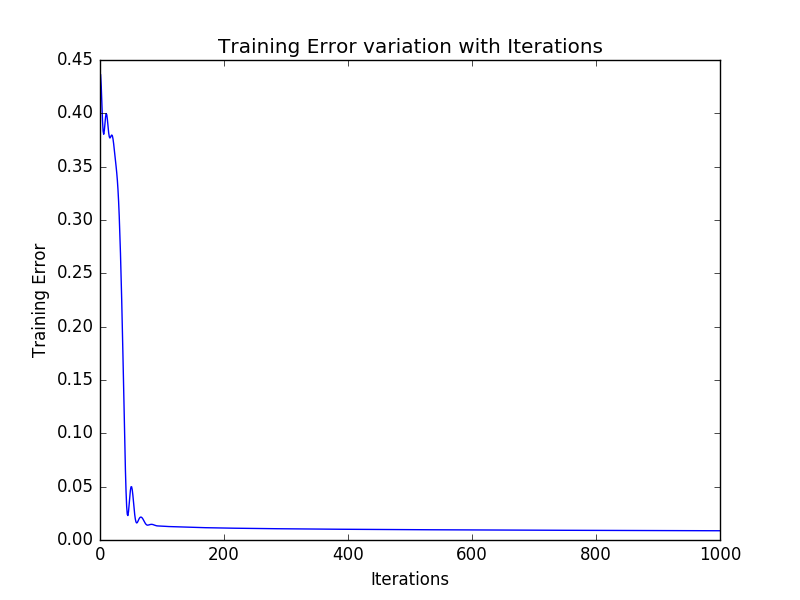 Training Error variation with Iterations
0.45
0.40
0.35
0.30
0.25
0.20
0.15
0.10
0.05
0.00
Training Error
0 200 400 600 800 1000
Iterations